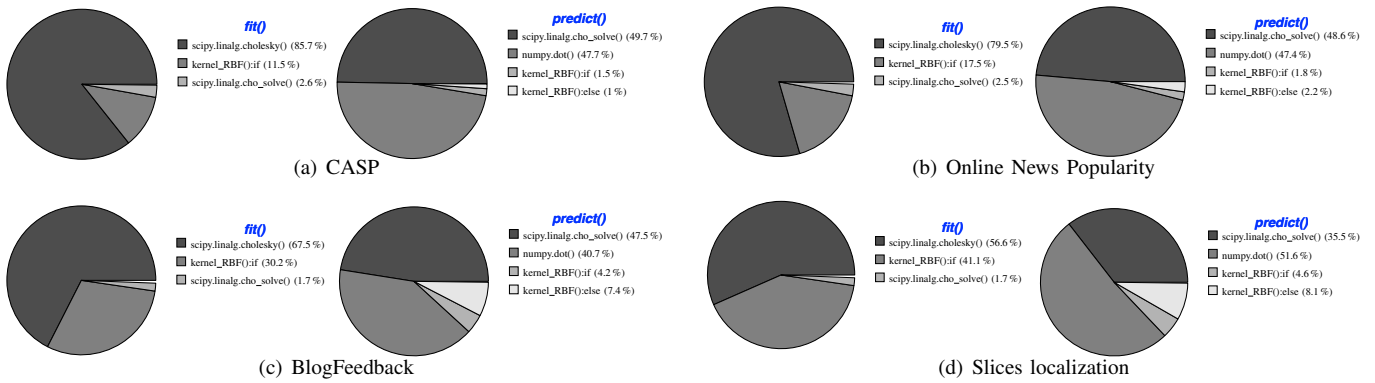 fit()
scipy.linalg.cholesky() (85.7 %)
kernel_RBF():if (11.5 %)
scipy.linalg.cho_solve() (2.6 %)
predict()
scipy.linalg.cho_solve() (49.7 %)
numpy.dot() (47.7 %)
kernel_RBF():if (1.5 %)
kernel_RBF():else (1 %)
(a) CASP
fit()
scipy.linalg.cholesky() (79.5 %)
kernel_RBF():if (17.5 %)
scipy.linalg.cho_solve() (2.5 %)
predict()
scipy.linalg.cho_solve() (48.6 %)
numpy.dot() (47.4 %)
kernel_RBF():if (1.8 %)
kernel_RBF():else (2.2 %)
(b) Online News Popularity
fit()
scipy.linalg.cholesky() (67.5 %)
kernel_RBF():if (30.2 %)
scipy.linalg.cho_solve() (1.7 %)
predict()
scipy.linalg.cho_solve() (47.5 %)
numpy.dot() (40.7 %)
kernel_RBF():if (4.2 %)
kernel_RBF():else (7.4 %)
(c) BlogFeedback
fit()
scipy.linalg.cholesky() (56.6 %)
kernel_RBF():if (41.1 %)
scipy.linalg.cho_solve() (1.7 %)
predict()
scipy.linalg.cho_solve() (35.5 %)
numpy.dot() (51.6 %)
kernel_RBF():if (4.6 %)
kernel_RBF():else (8.1 %)
(d) Slices localization